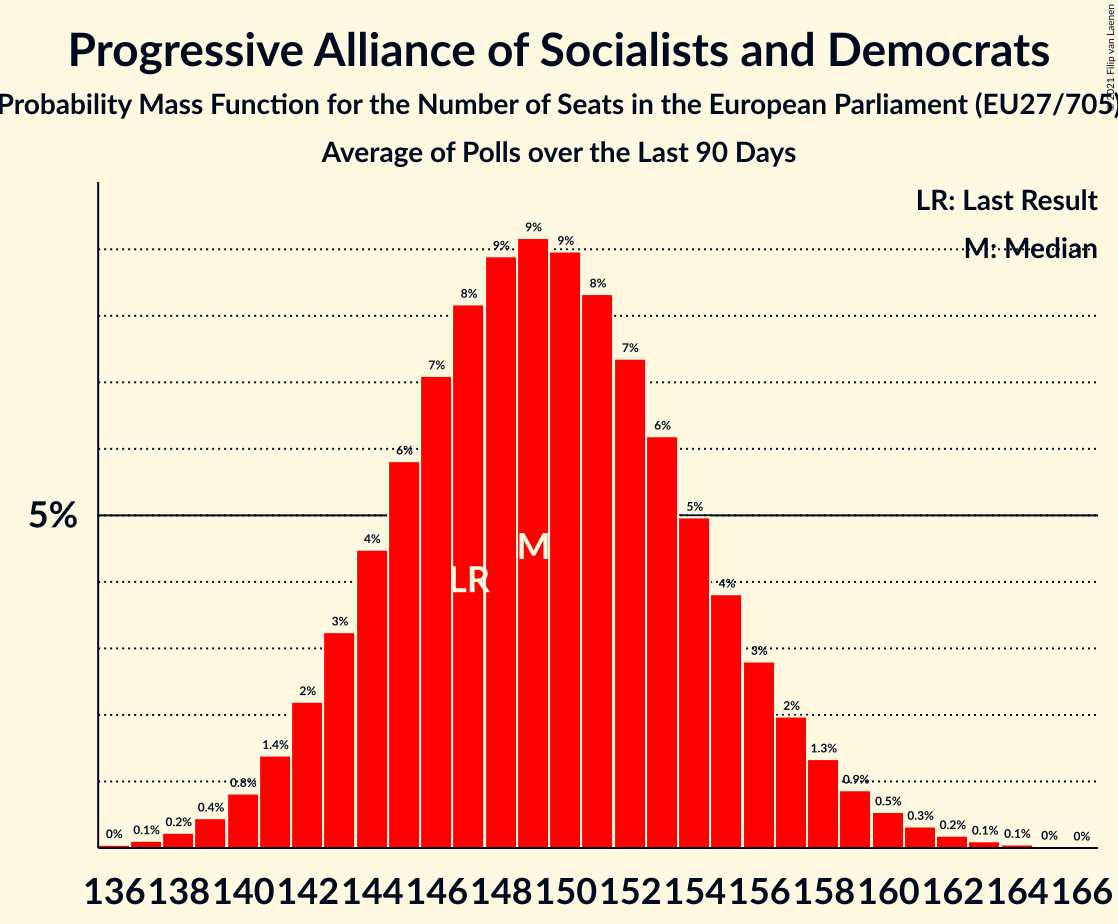 Progressive Alliance of Socialists and Democrats
Probability Mass Function for the Number of Seats in the European Parliament (EU27/705)
Average of Polls over the Last 90 Days
© 2021 Filip van Laenen
LR: Last Result
M: Median
5%
0% 0.1% 0.2% 0.4% 0.8% 1.4% 2% 3% 4% 6% 7% 8% 9% 9% 9% 8% 7% 6% 5% 4% 3% 2% 1.3% 0.9% 0.5% 0.3% 0.2% 0.1% 0.1% 0% 0%
M
LR
136 138 140 142 144 146 148 150 152 154 156 158 160 162 164 166